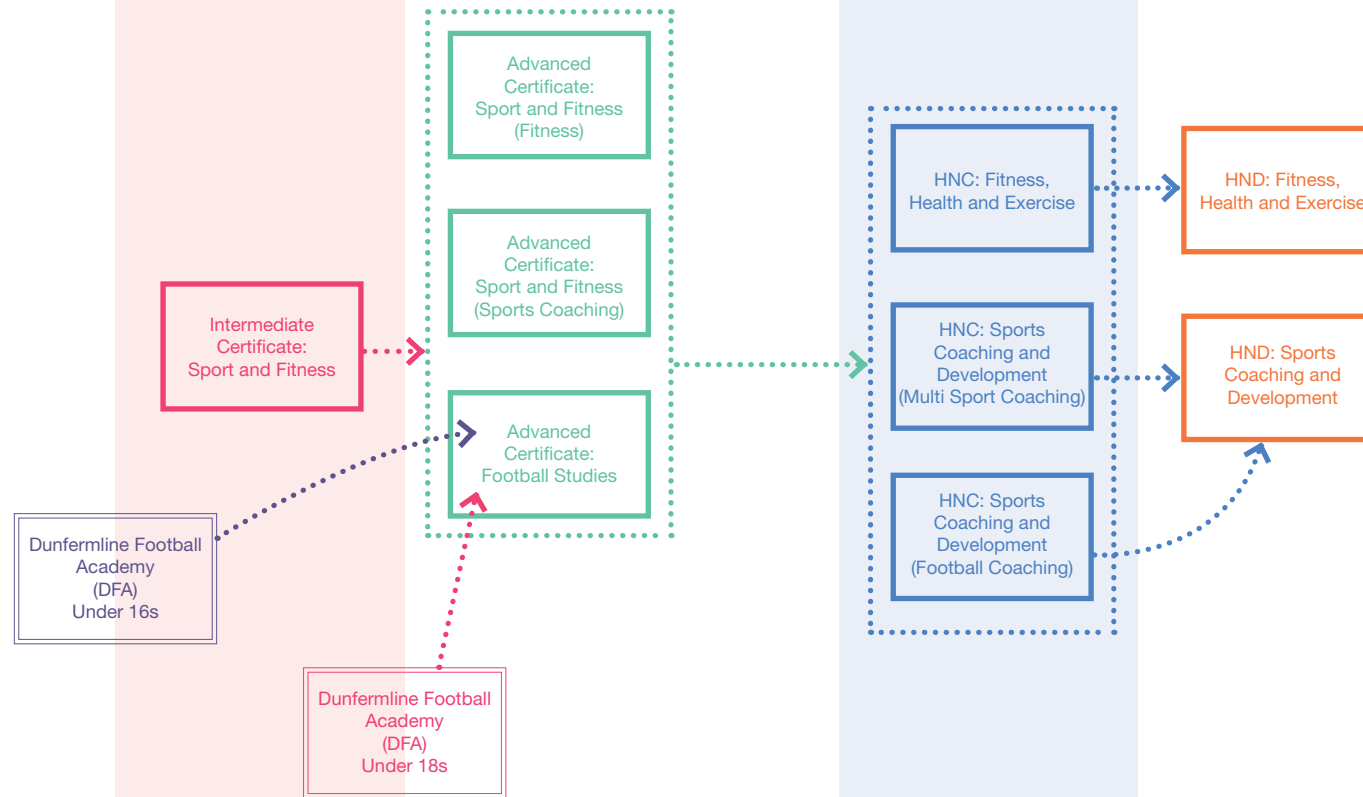 Advanced
Certificate:
Sport and Fitness
(Fitness)
Advanced
Certificate:
Sport and Fitness
(Sports Coaching)
Intermediate
Certificate:
Sport and Fitness
Advanced
Certificate:
Football Studies
Dunfermline Football
Academy
(DFA)
Under 16s
Dunfermline Football
Academy
(DFA)
Under 18s
HNC: Fitness,
Health and Exercise
HNC: Sports
Coaching and
Development
(Multi Sport Coaching)
HNC: Sports
Coaching and
Development
(Football Coaching)
HND: Fitness,
Health and Exercise
HND: Sports
Coaching and
Development